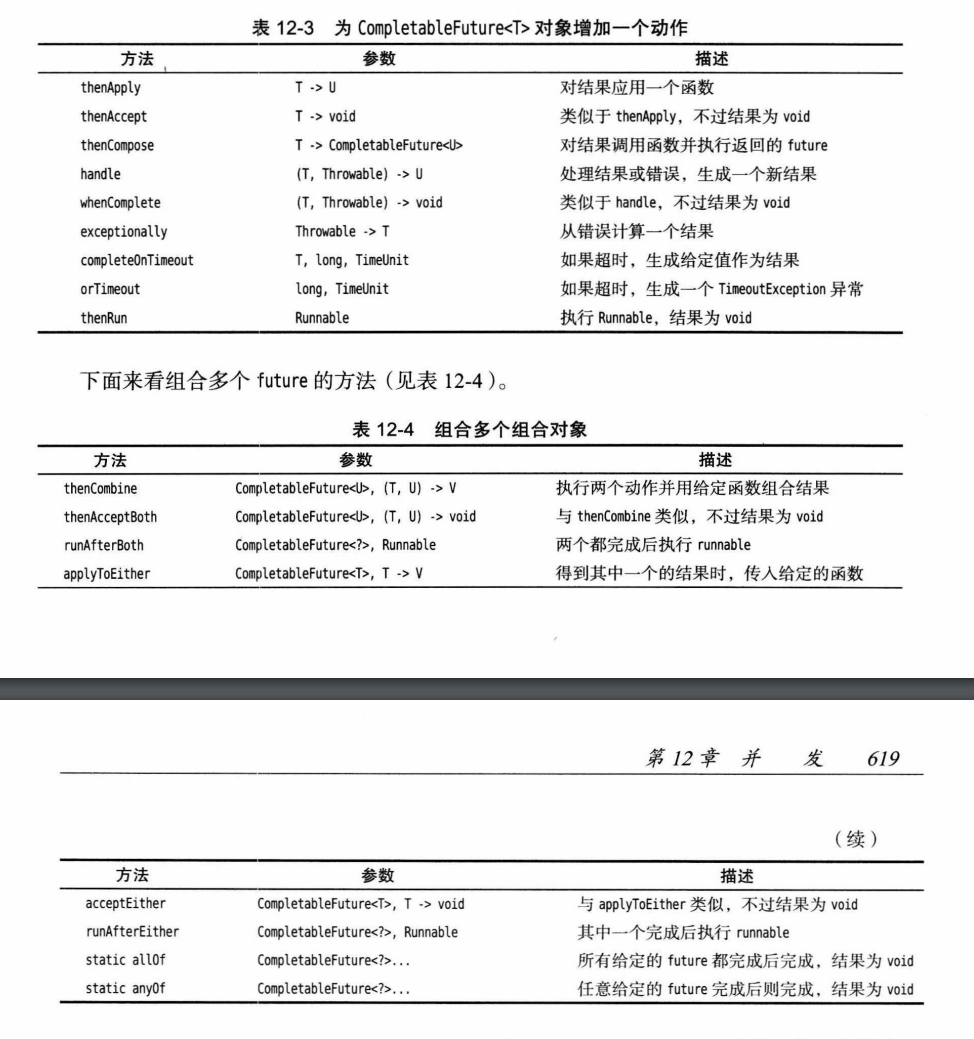 表 12-3 为 CompletableFuture<T> 对象增加一个动作
方法 参数 描述
thenApply T -> U 对结果应用一个函数
thenAccept T -> void 类似于 thenApply，不过结果为 void
thenCompose T -> CompletableFuture<U> 对结果调用函数并执行返回的 future
handle (T, Throwable) -> U 处理结果或错误，生成一个新结果
whenComplete (T, Throwable) -> void 类似于 handle，不过结果为 void
exceptionally Throwable -> T 从错误计算一个结果
completeOnTimeout T, long, TimeUnit 如果超时，生成给定值作为结果
orTimeout long, TimeUnit 如果超时，生成一个 TimeoutException 异常
thenRun Runnable 执行 Runnable，结果为 void
下面来看组合多个 future 的方法（见表 12-4）。
表 12-4 组合多个组合对象
方法 参数 描述
thenCombine CompletableFuture<U>, (T, U) -> V 执行两个动作并用给定函数组合结果
thenAcceptBoth CompletableFuture<U>, (T, U) -> void 与 thenCombine 类似，不过结果为 void
runAfterBoth CompletableFuture<?>, Runnable 两个都完成后执行 runnable
applyToEither CompletableFuture<T>, T -> V 得到其中一个的结果时，传入给定的函数
第 12 章 并 发 619
（续）
方法 参数 描述
acceptEither CompletableFuture<T>, T -> void 与 applyToEither 类似，不过结果为 void
runAfterEither CompletableFuture<?>, Runnable 其中一个完成后执行 runnable
static allOf CompletableFuture<?>... 所有给定的 future 都完成后完成，结果为 void
static anyOf CompletableFuture<?>... 任意给定的 future 完成后则完成，结果为 void